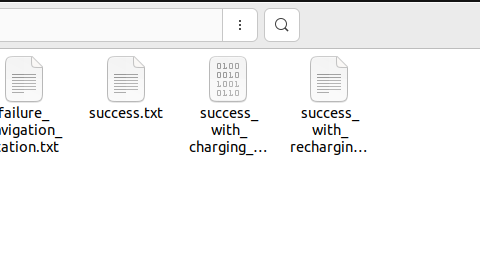 failure_
vigation_
ation.txt
success.txt
success_
with_
charging_...
success_
with_
rechargin...